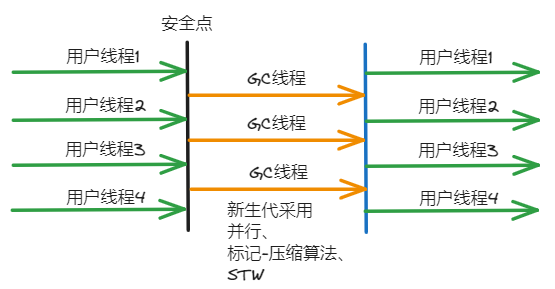 安全点
用户线程1
用户线程2
用户线程3
用户线程4
GC线程
GC线程
GC线程
新生代采用
并行、
标记-压缩算法、
STW
用户线程1
用户线程2
用户线程3
用户线程4